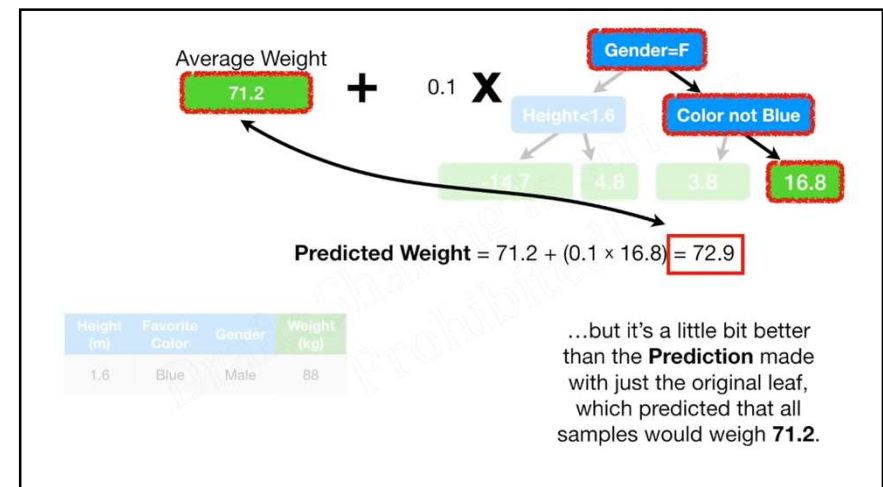 Average Weight
71.2
+
0.1 X
Gender=F
Height<1.6
Color not Blue
-14.7
4.8
3.8
16.8
Predicted Weight = 71.2 + (0.1 × 16.8) = 72.9
Height (m)
Favorite Color
Gender
Weight (kg)
1.6
Blue
Male
88
…but it’s a little bit better
than the Prediction made
with just the original leaf,
which predicted that all
samples would weigh 71.2.